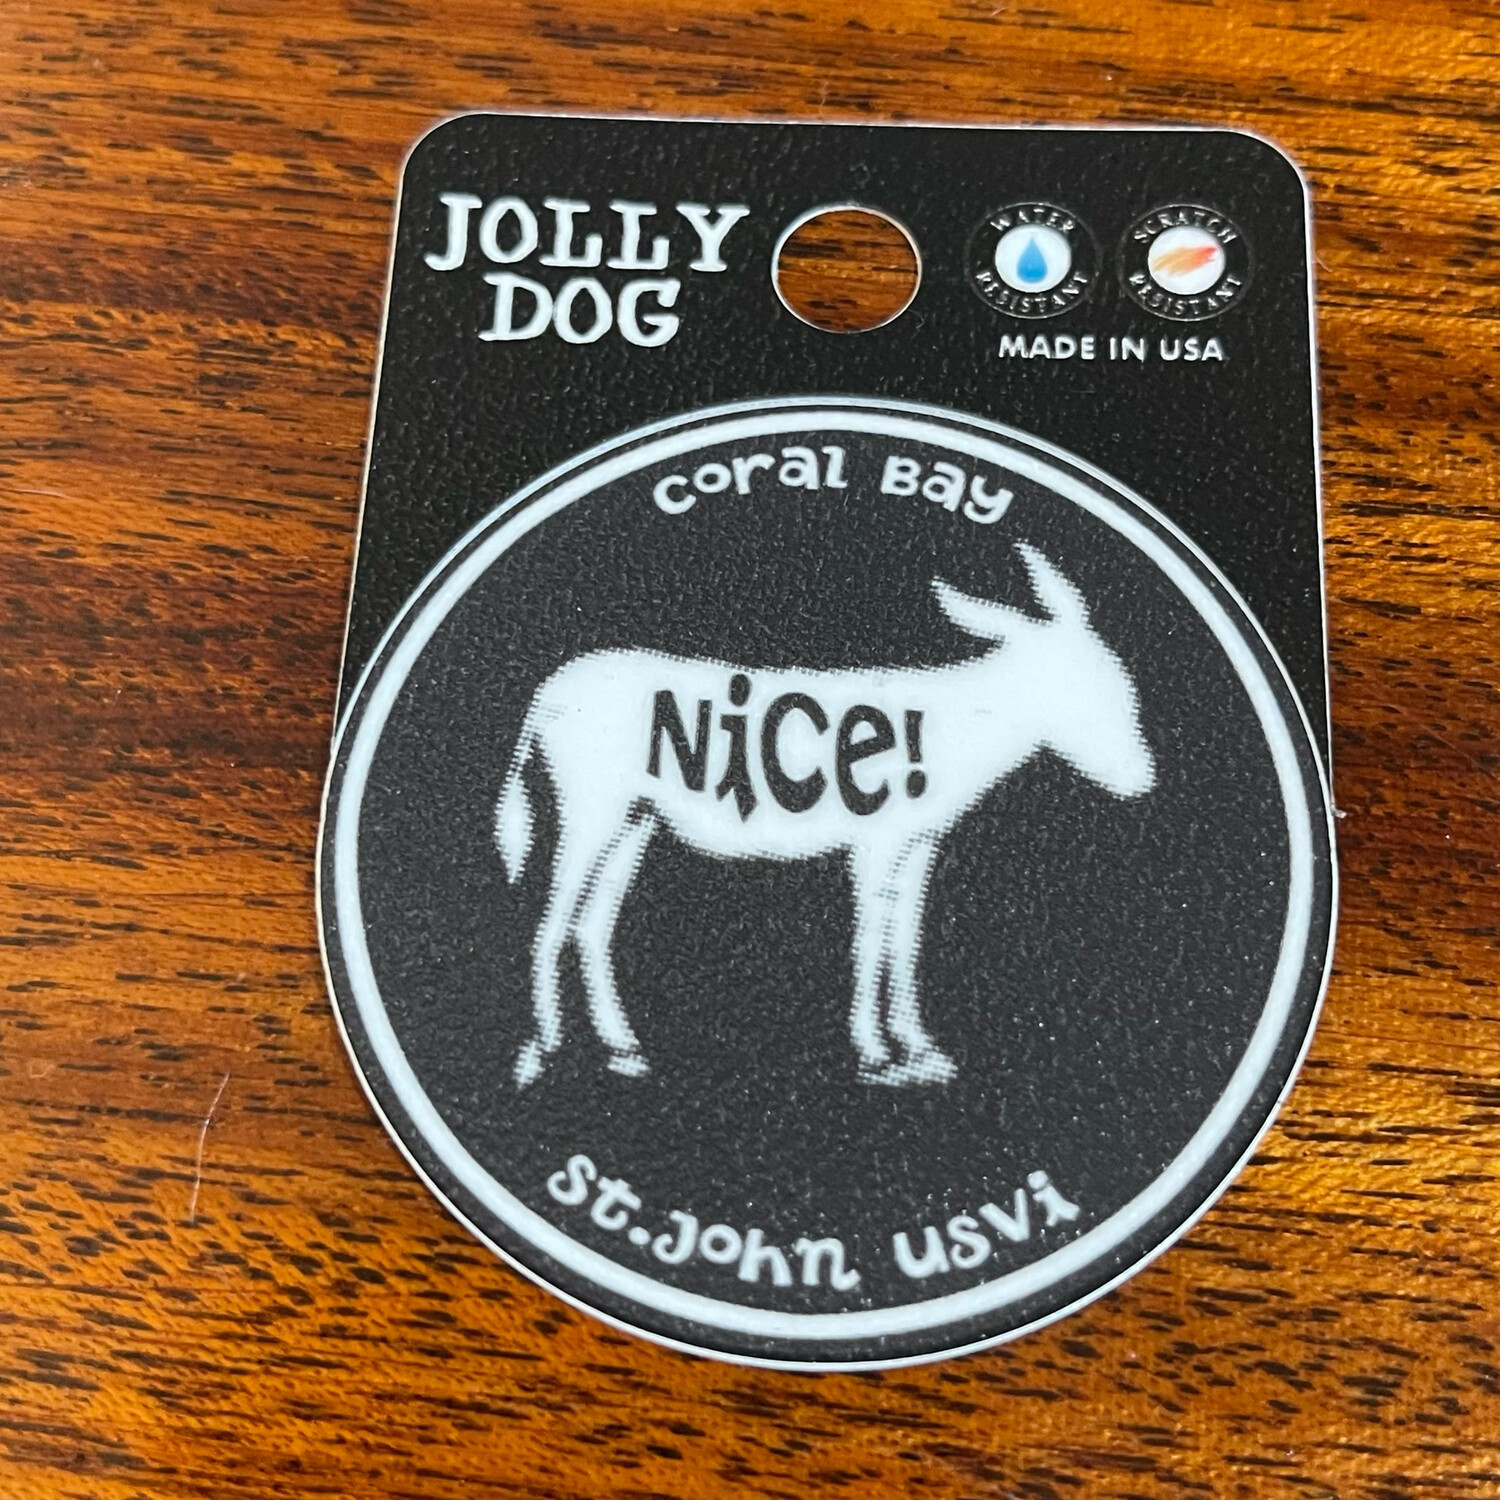 JOLLY
DOG
WATER
RESISTANT
SCRATCH
RESISTANT
MADE IN USA
Coral Bay
Nice!
St. John USVI